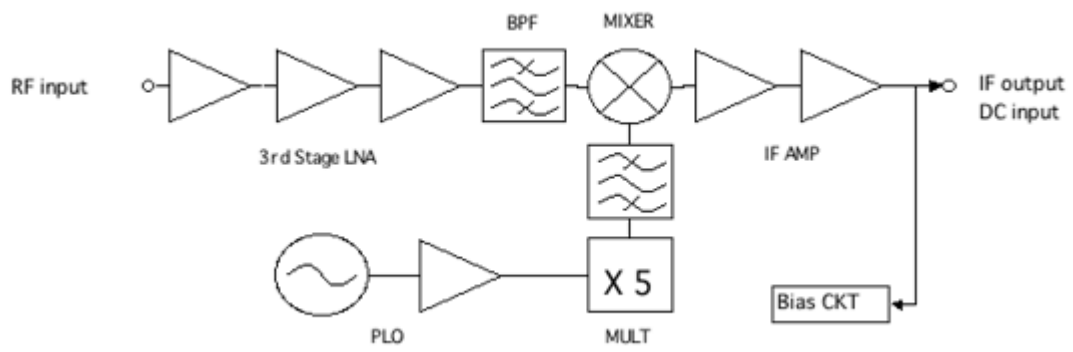 BPF
MIXER
RF input
IF output
DC input
3rd Stage LNA
IF AMP
X 5
Bias CKT
PLO
MULT